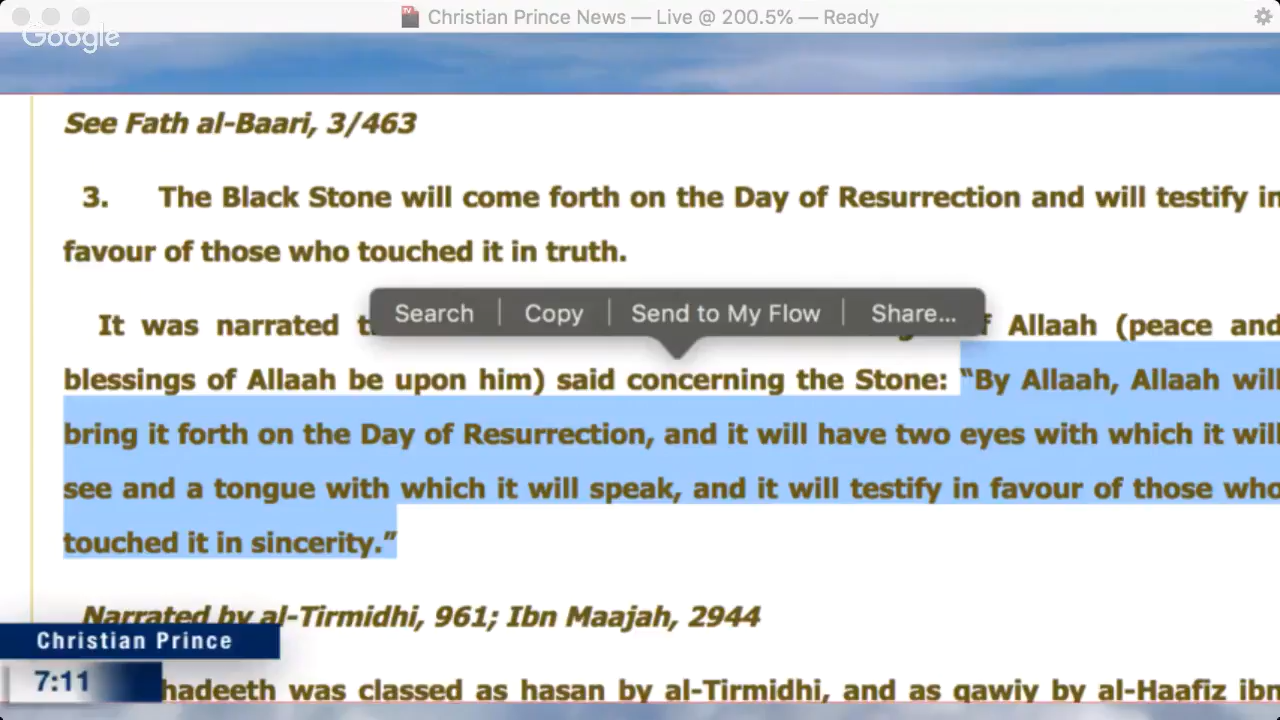 Christian Prince News — Live @ 200.5% — Ready
Google
See Fath al-Baari, 3/463
3. The Black Stone will come forth on the Day of Resurrection and will testify in
favour of those who touched it in truth.
Search Copy Send to My Flow Share...
It was narrated Allaah (peace and
blessings of Allaah be upon him) said concerning the Stone: “By Allaah, Allaah will
bring it forth on the Day of Resurrection, and it will have two eyes with which it will
see and a tongue with which it will speak, and it will testify in favour of those who
touched it in sincerity.”
Narrated by al-Tirmidhi, 961; Ibn Maajah, 2944
Christian Prince
7:11
hadeeth was classed as hasan by al-Tirmidhi, and as qawiy by al-Haafiz ibn